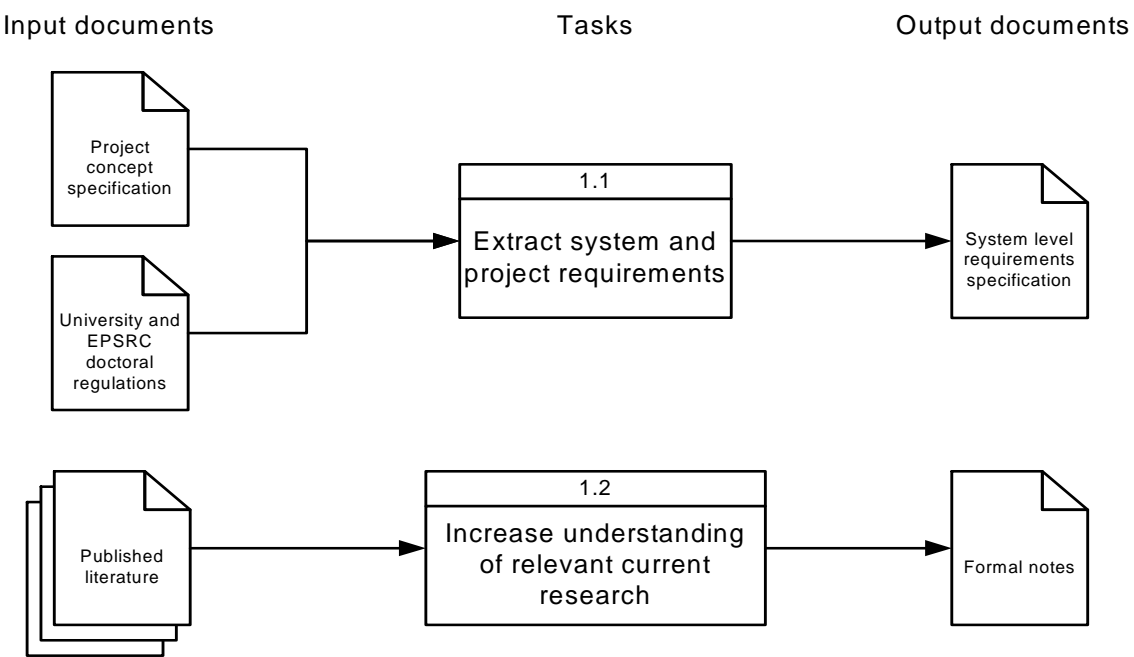 Input documents
Tasks
Output documents
Project
concept
specification
University and
EPSRC
doctoral
regulations
1.1
Extract system and
project requirements
System level
requirements
specification
Published
literature
1.2
Increase understanding
of relevant current
research
Formal notes